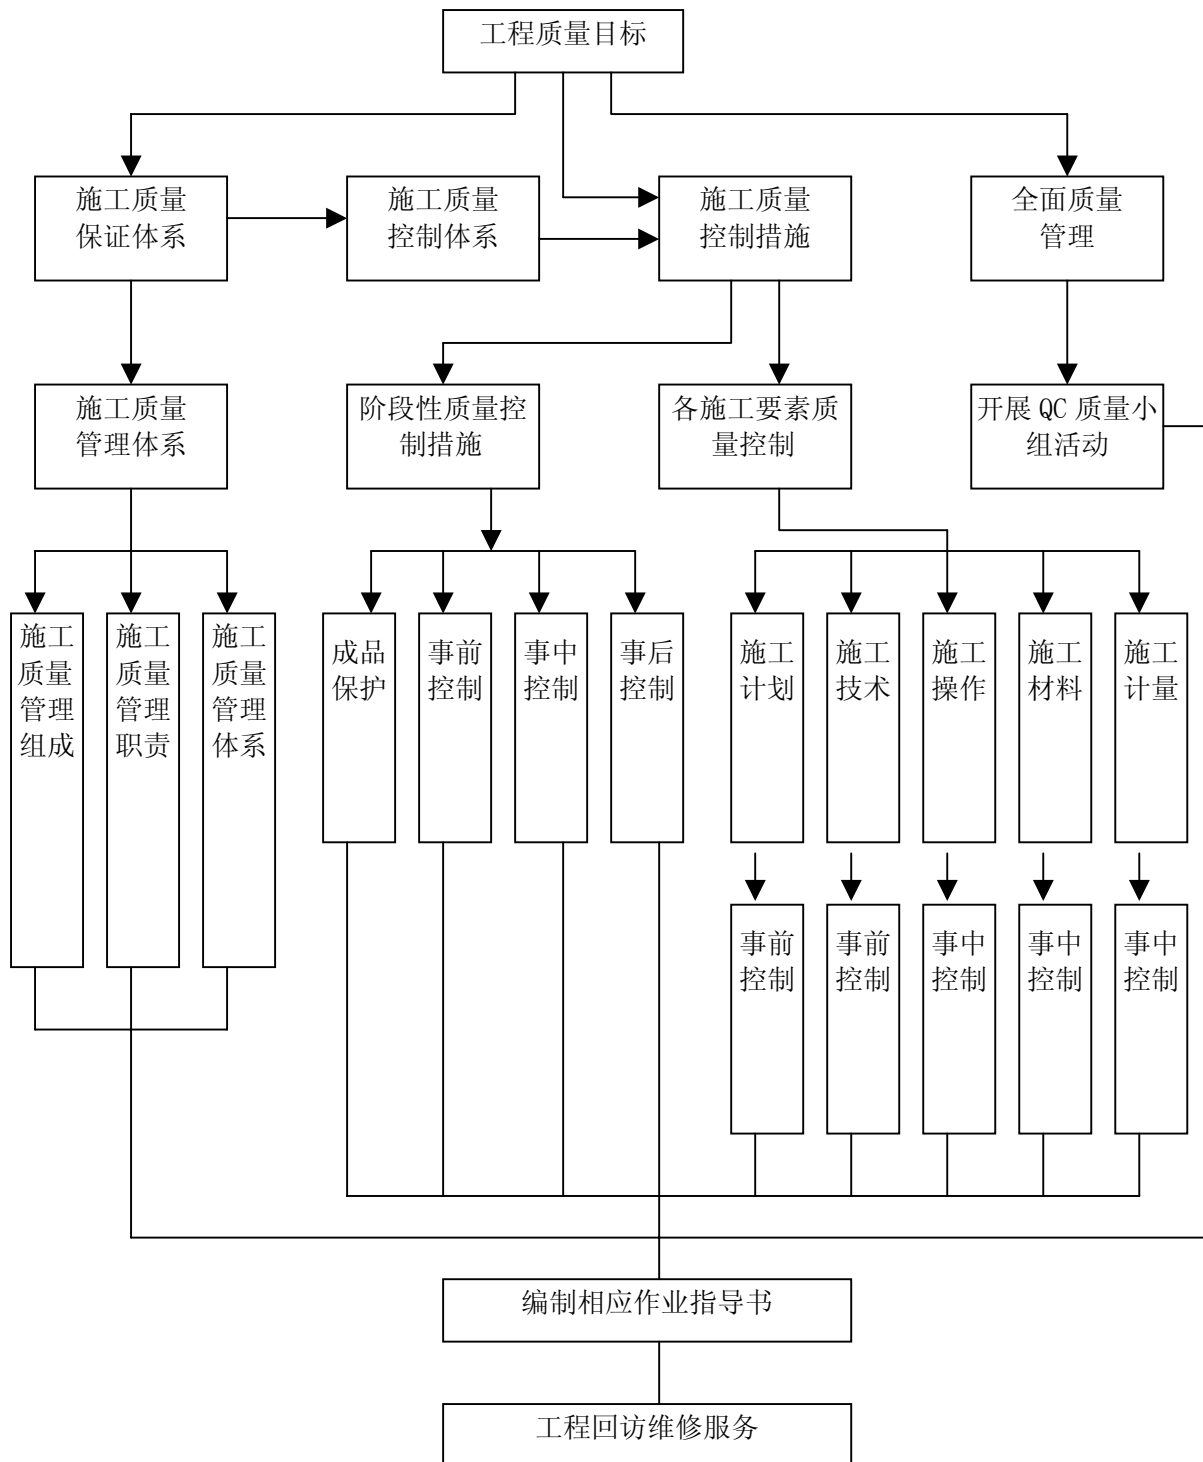 工程质量目标
施工质量
保证体系
施工质量
控制体系
施工质量
控制措施
全面质量
管理
施工质量
管理体系
阶段性质量控
制措施
各施工要素质
量控制
开展 QC 质量小
组活动
施工
质量
管理
组成
施工
质量
管理
职责
施工
质量
管理
体系
成品
保护
事前
控制
事中
控制
事后
控制
施工
计划
施工
技术
施工
操作
施工
材料
施工
计量
事前
控制
事前
控制
事中
控制
事中
控制
事中
控制
编制相应作业指导书
工程回访维修服务